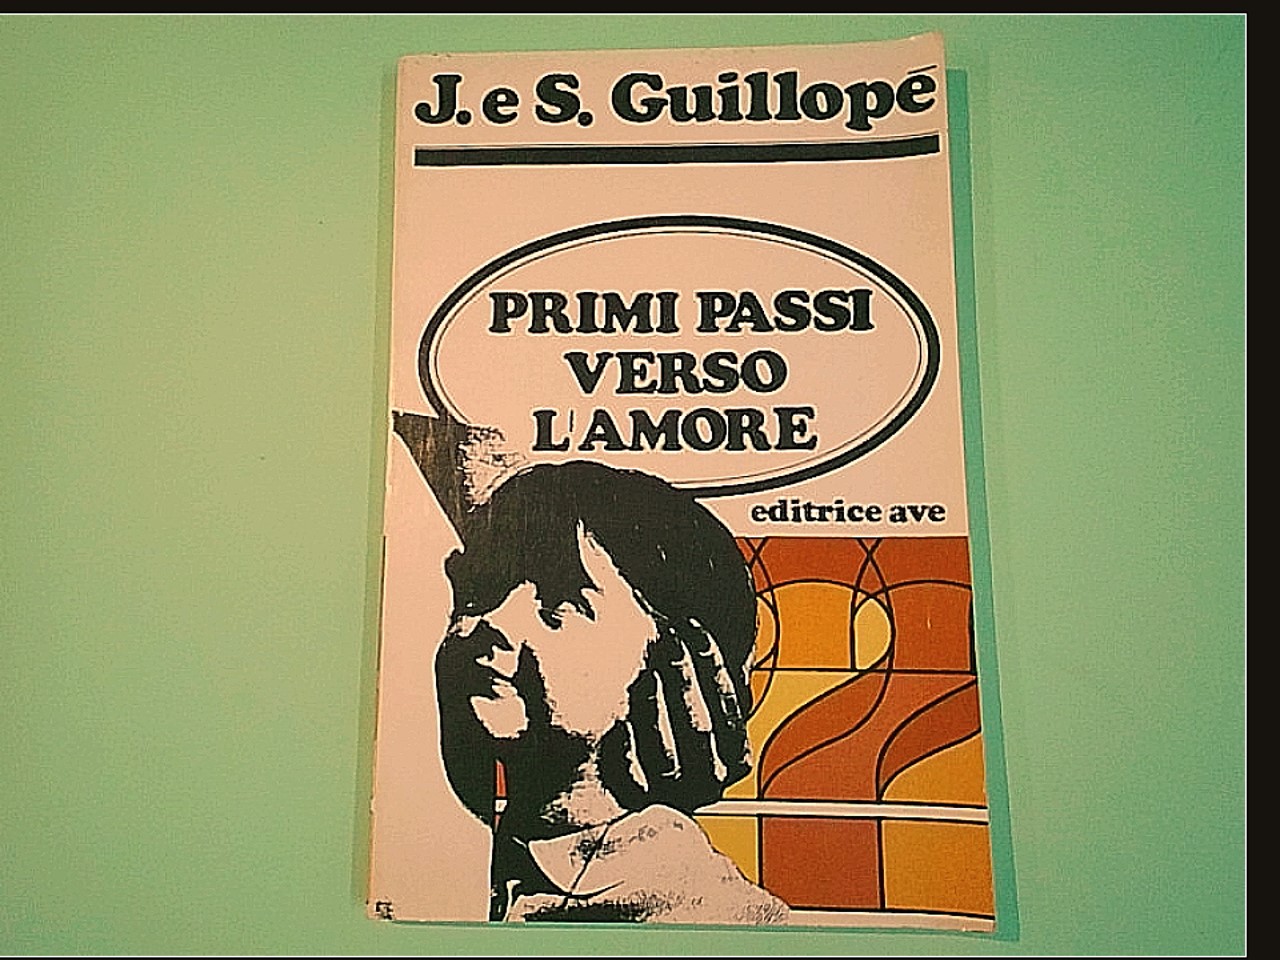 J. e S. Guillopé
PRIMI PASSI
VERSO
L'AMORE
editrice ave